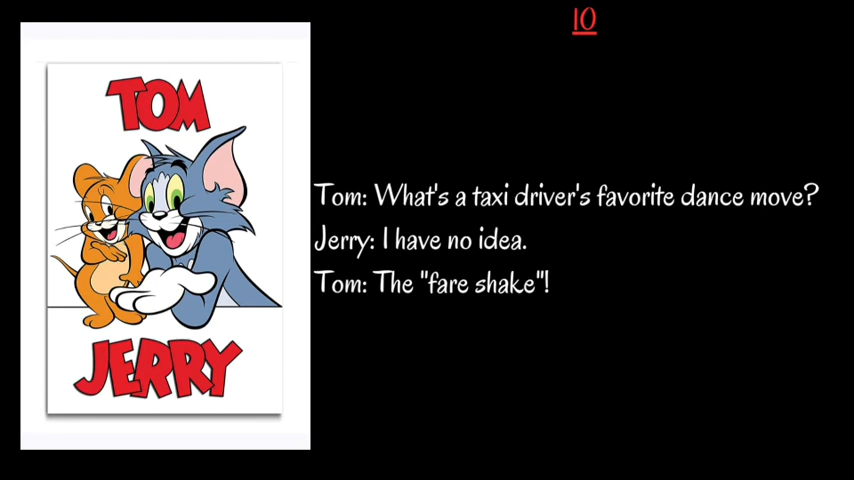 10
TOM
JERRY
Tom: What's a taxi driver's favorite dance move?
Jerry: I have no idea.
Tom: The "fare shake"!